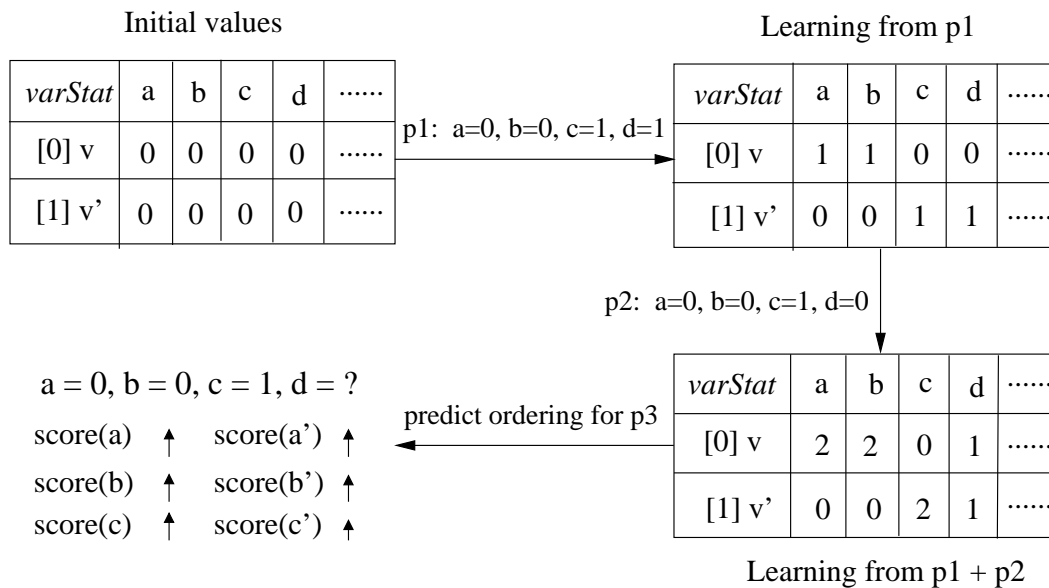 Initial values
varStat a b c d ······
[0] v 0 0 0 0 ······
[1] v’ 0 0 0 0 ······
p1: a=0, b=0, c=1, d=1
Learning from p1
varStat a b c d ······
[0] v 1 1 0 0 ······
[1] v’ 0 0 1 1 ······
p2: a=0, b=0, c=1, d=0
varStat a b c d ······
[0] v 2 2 0 1 ······
[1] v’ 0 0 2 1 ······
Learning from p1 + p2
predict ordering for p3
a = 0, b = 0, c = 1, d = ?
score(a) score(a’)
score(b) score(b’)
score(c) score(c’)